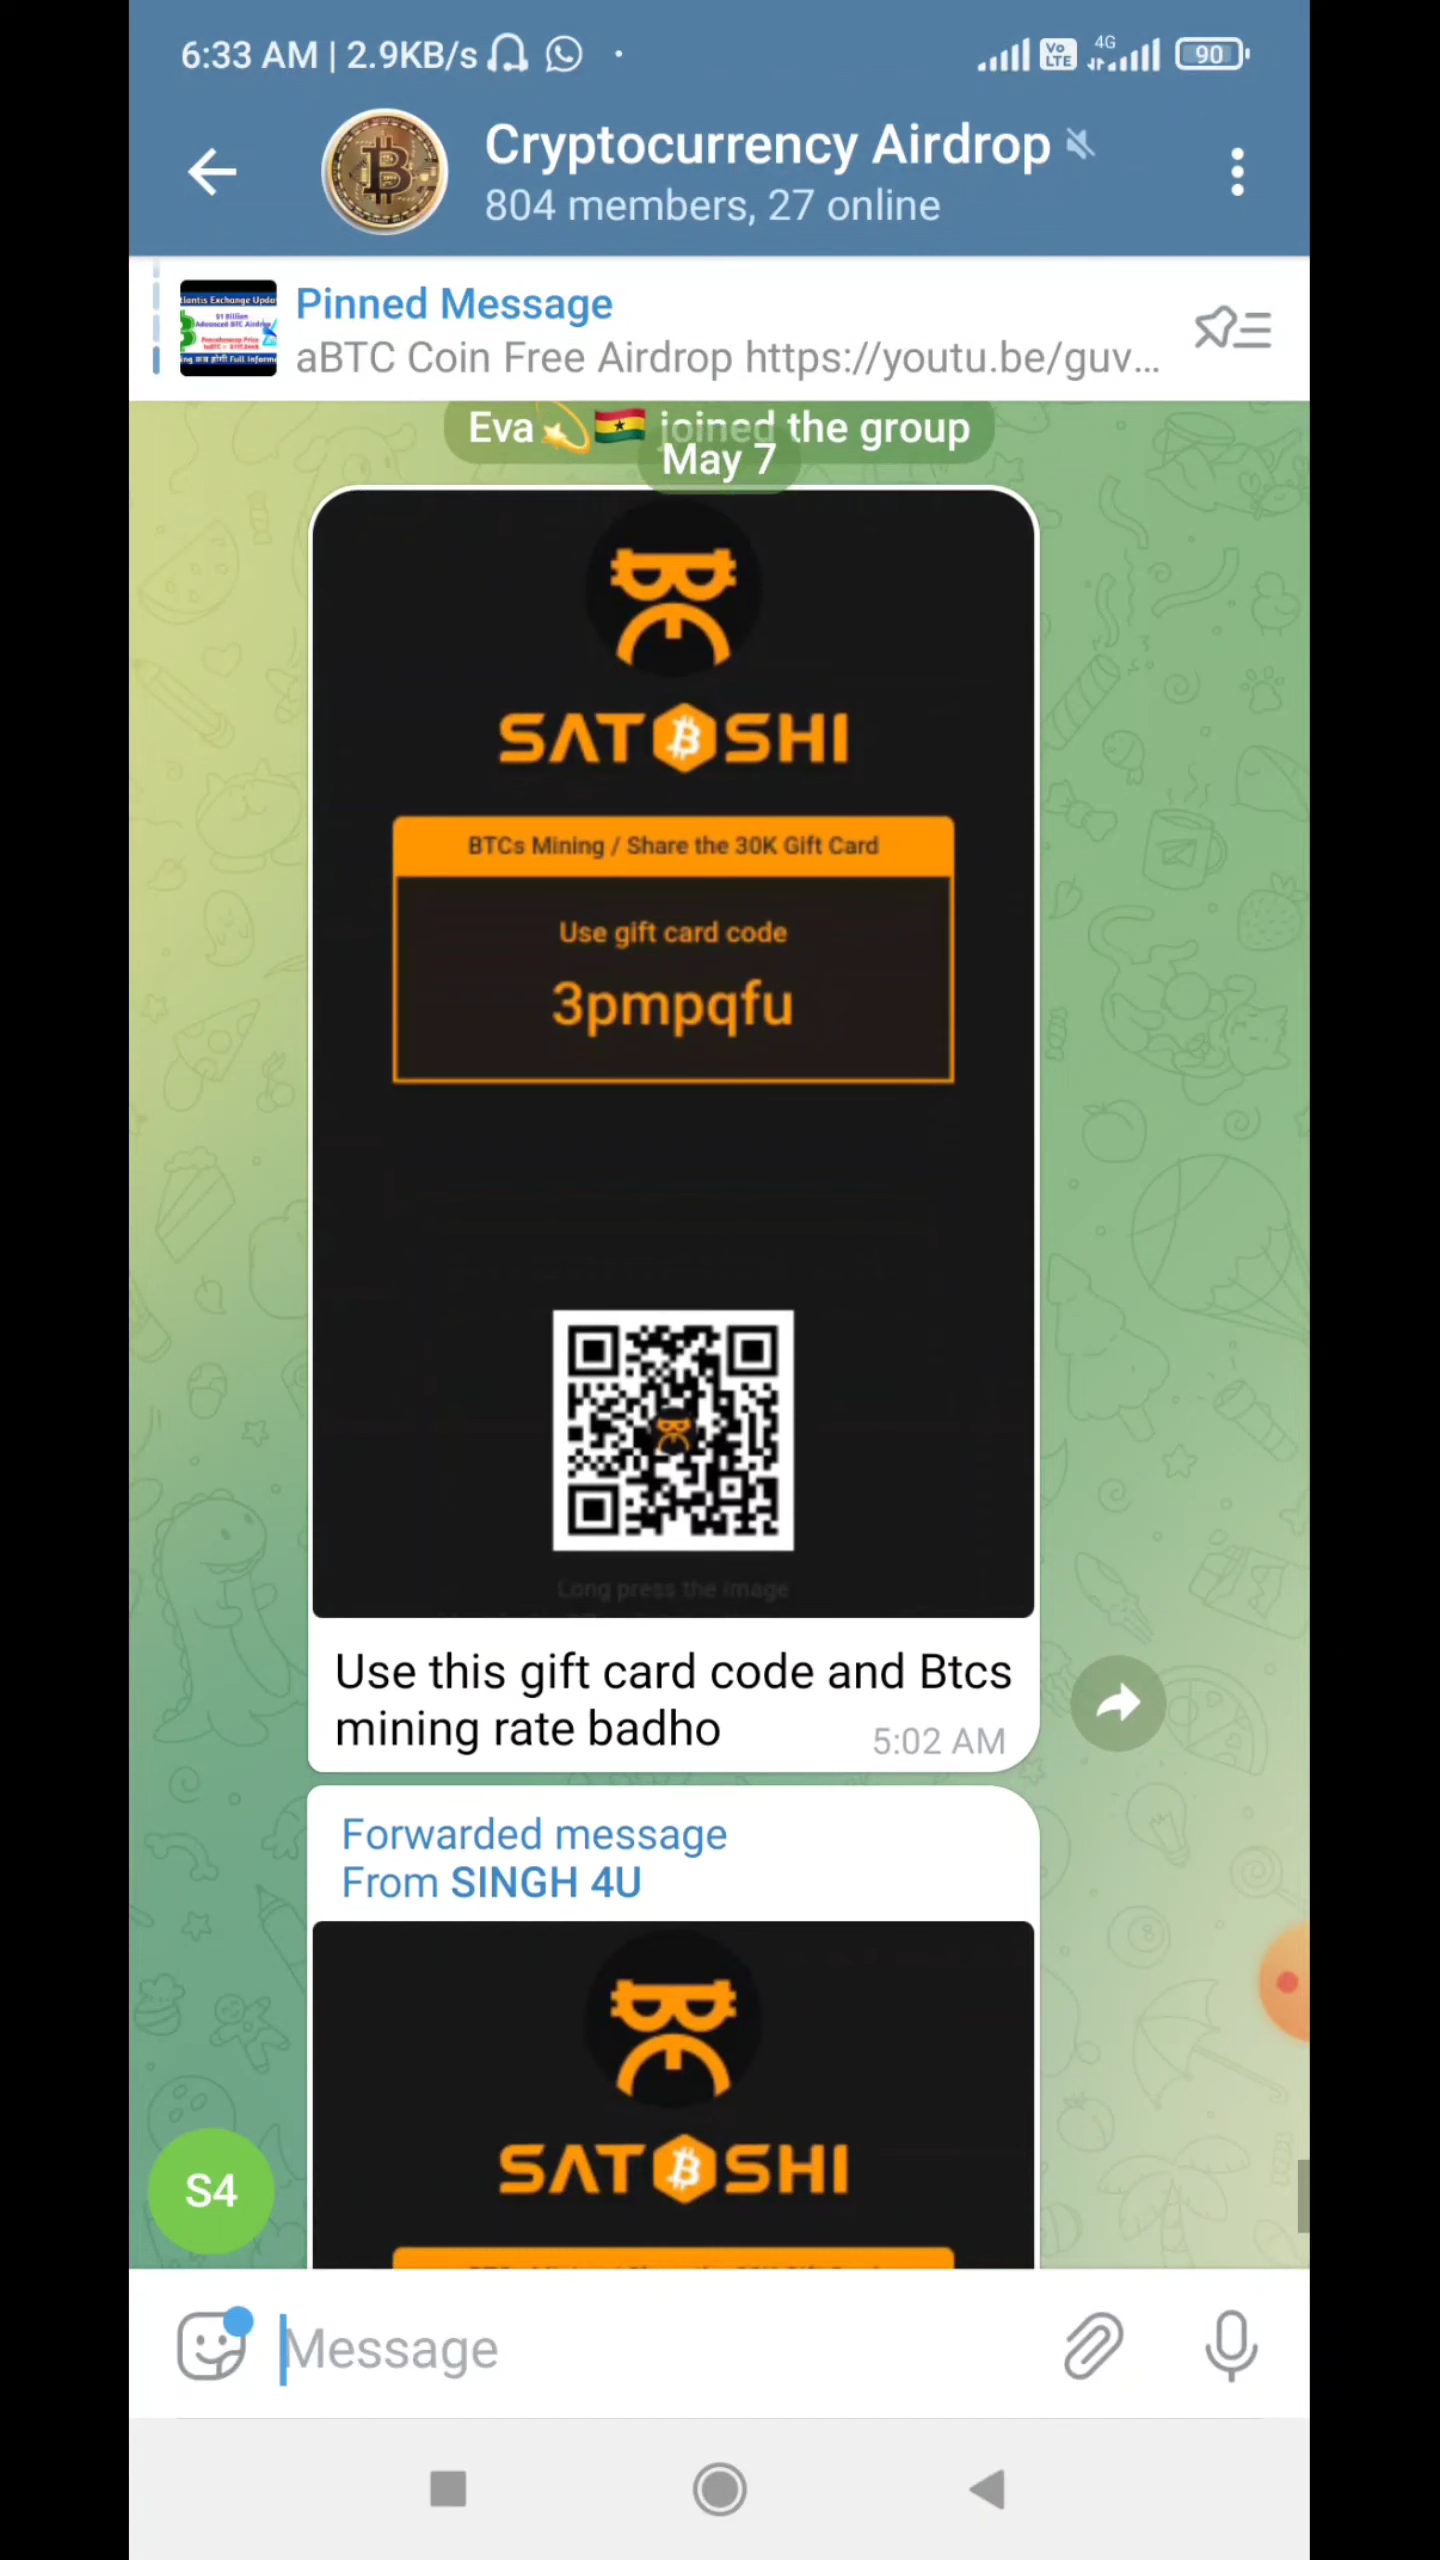 6:33 AM | 2.9KB/s
Vo LTE
4G
90
Cryptocurrency Airdrop
804 members, 27 online
Pinned Message
aBTC Coin Free Airdrop https://youtu.be/guv...
Eva joined the group
May 7
SATOSHI
BTCs Mining / Share the 30K Gift Card
Use gift card code
3pmpqfu
Long press the image
Use this gift card code and Btcs
mining rate badho
5:02 AM
Forwarded message
From SINGH 4U
SATOSHI
S4
Message